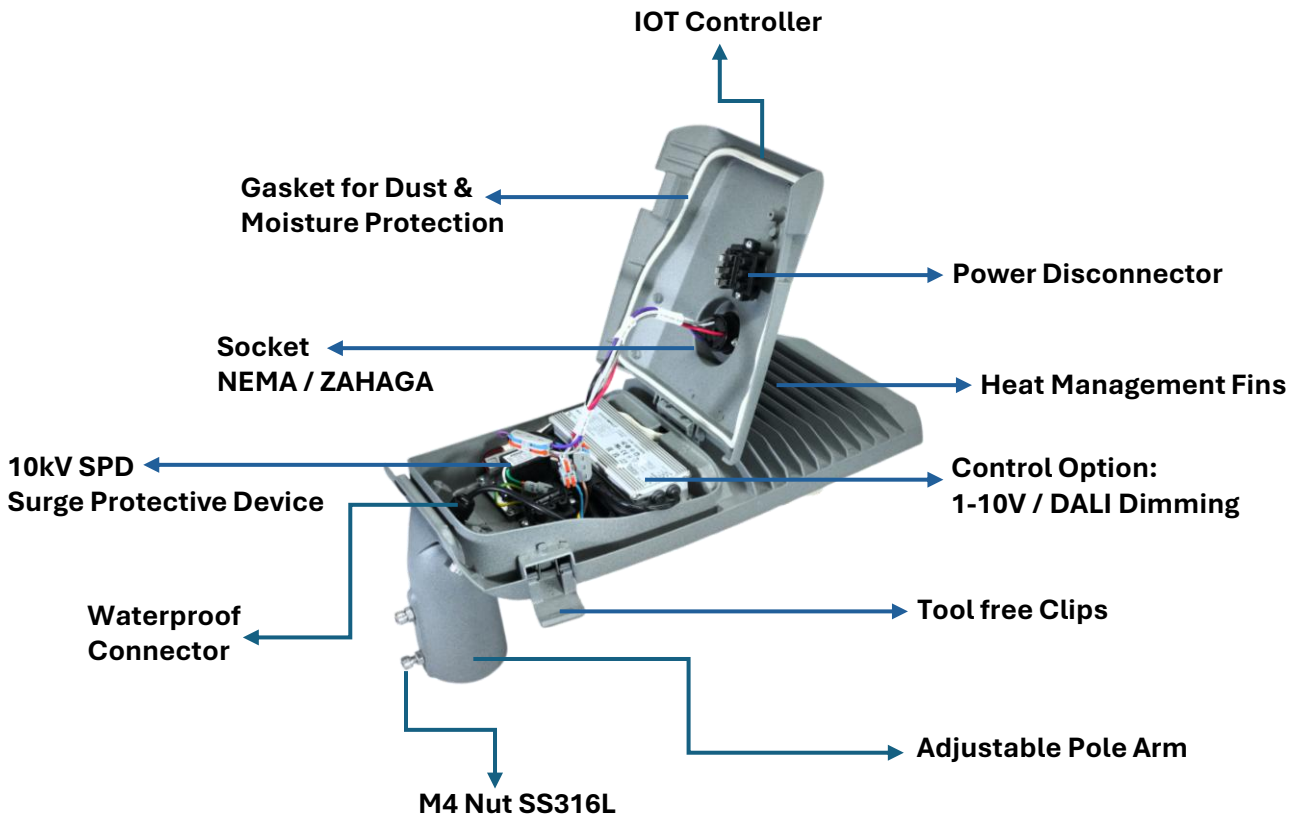 IOT Controller
Gasket for Dust &
Moisture Protection
Power Disconnector
Socket
NEMA / ZAHAGA
Heat Management Fins
10kV SPD
Surge Protective Device
Control Option:
1-10V / DALI Dimming
Waterproof
Connector
Tool free Clips
Adjustable Pole Arm
M4 Nut SS316L